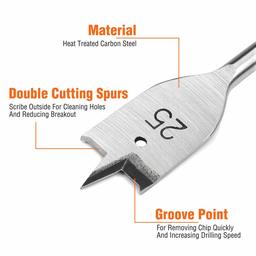 Material
Heat Treated Carbon Steel
Double Cutting Spurs
Scribe Outside For Cleaning Holes
And Reducing Breakout
25
Groove Point
For Removing Chip Quickly
And Increasing Drilling Speed